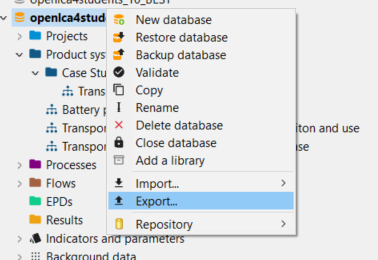 openlca4students_10_BEST
openlca4stud
New database
Projects
Restore database
Product sys
Backup database
Case Stu
Validate
Trans
Copy
Battery p
Rename
Transpor
Delete database
iton and use
Transpor
Close database
se
Add a library
Processes
Flows
Import...
EPDs
Export...
Results
Repository
Indicators and parameters
Background data